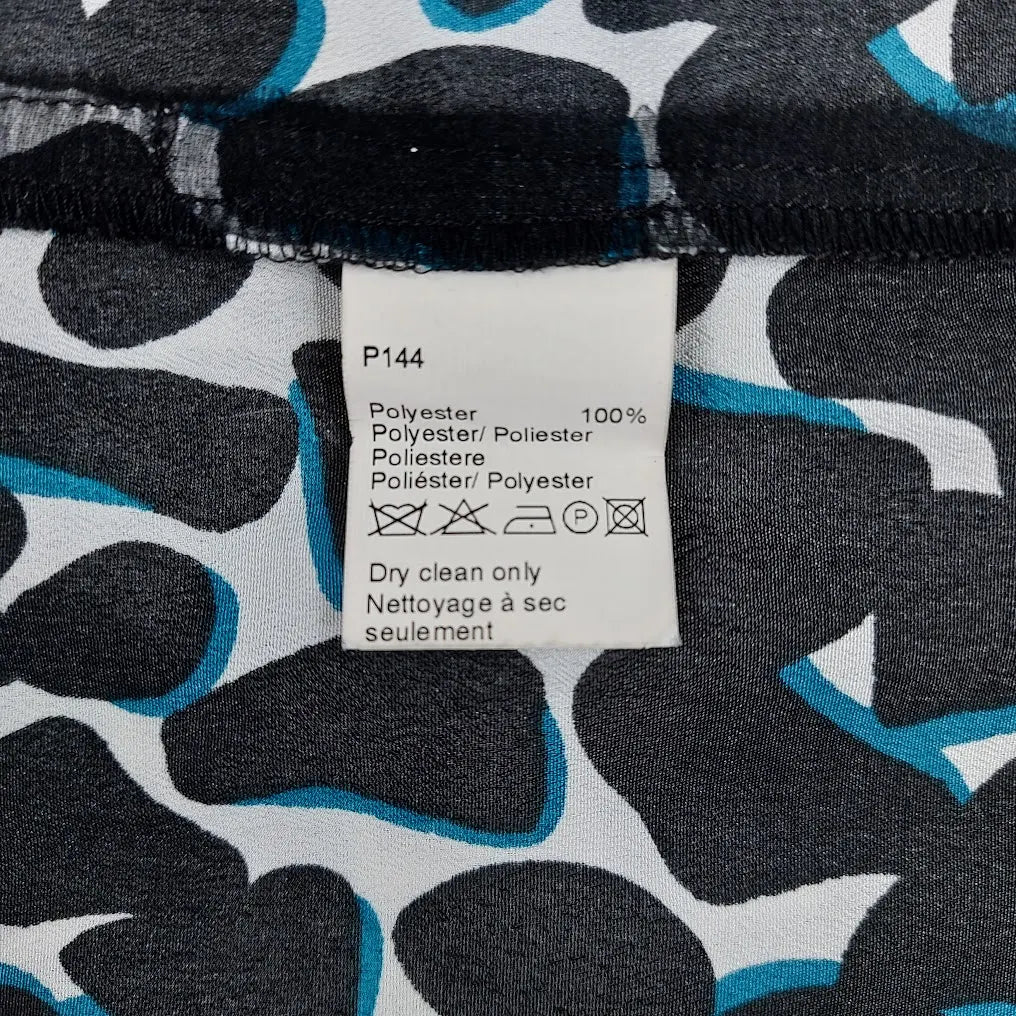 P144
Polyester 100%
Polyester/ Poliester
Poliestere
Poliéster/ Polyester
P
Dry clean only
Nettoyage à sec
seulement